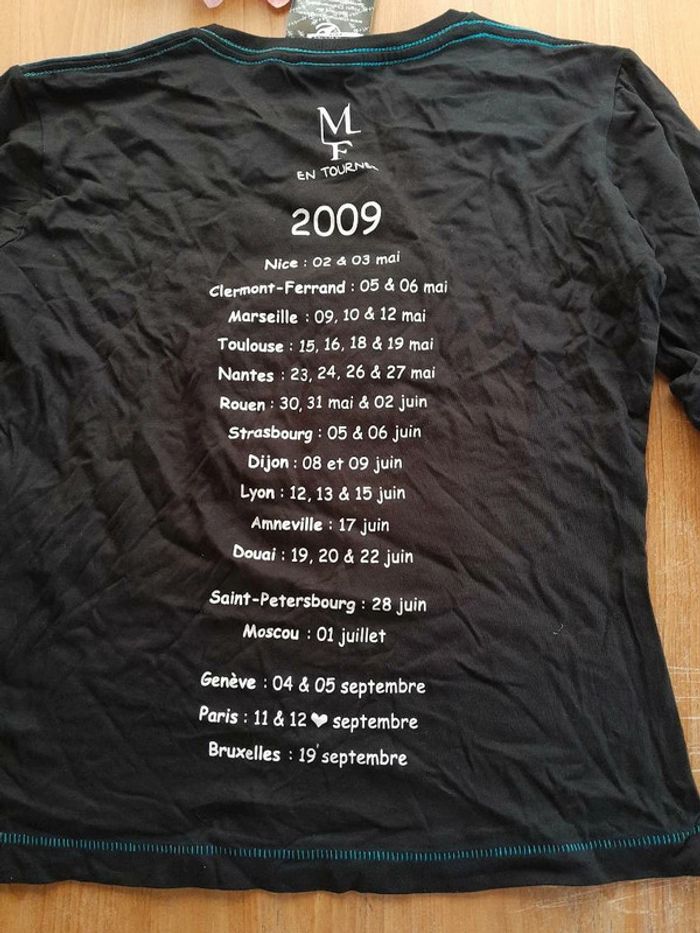 MF
EN TOURNÉE
2009
Nice : 02 & 03 mai
Clermont-Ferrand : 05 & 06 mai
Marseille : 09, 10 & 12 mai
Toulouse : 15, 16, 18 & 19 mai
Nantes : 23, 24, 26 & 27 mai
Rouen : 30, 31 mai & 02 juin
Strasbourg : 05 & 06 juin
Dijon : 08 et 09 juin
Lyon : 12, 13 & 15 juin
Amneville : 17 juin
Douai : 19, 20 & 22 juin
Saint-Petersbourg : 28 juin
Moscou : 01 juillet
Genève : 04 & 05 septembre
Paris : 11 & 12 ❤ septembre
Bruxelles : 19 septembre